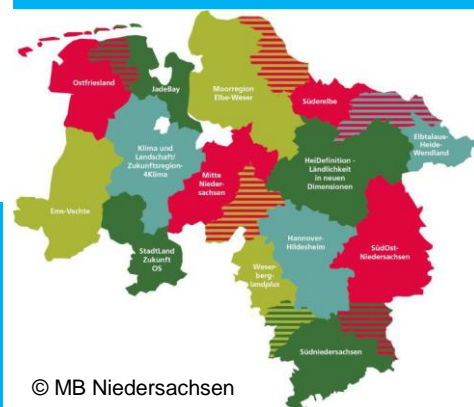 Ostfriesland
JadeBay
Moorregion
Elbe-Weser
Süderelbe
Elbtalaue-
Heide-
Wendland
Klima und
Landschaft/
Zukunftsregion-
4Klima
Mitte
Nieder-
sachsen
HeiDefinition -
Ländlichkeit
in neuen
Dimensionen
Ems-Vechte
StadtLand
Zukunft
OS
Hannover-
Hildesheim
SüdOst-
Niedersachsen
Weser-
berg-
landplus
Südniedersachsen
© MB Niedersachsen